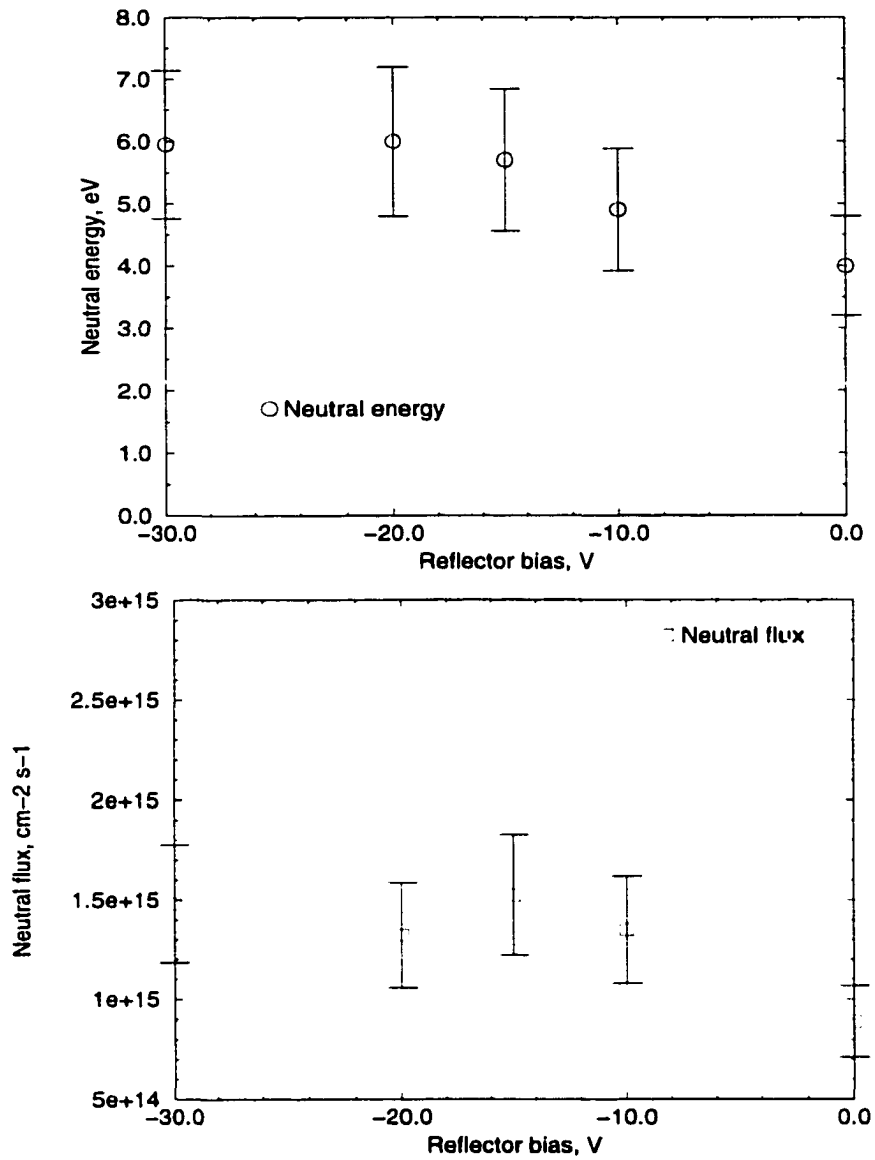 8.0
7.0
6.0
5.0
4.0
3.0
2.0
1.0
0.0
Neutral energy, eV
Neutral energy
−30.0 −20.0 −10.0 0.0
Reflector bias, V
3e+15
2.5e+15
2e+15
1.5e+15
1e+15
5e+14
Neutral flux, cm−2 s−1
Neutral flux
−30.0 −20.0 −10.0 0.0
Reflector bias, V